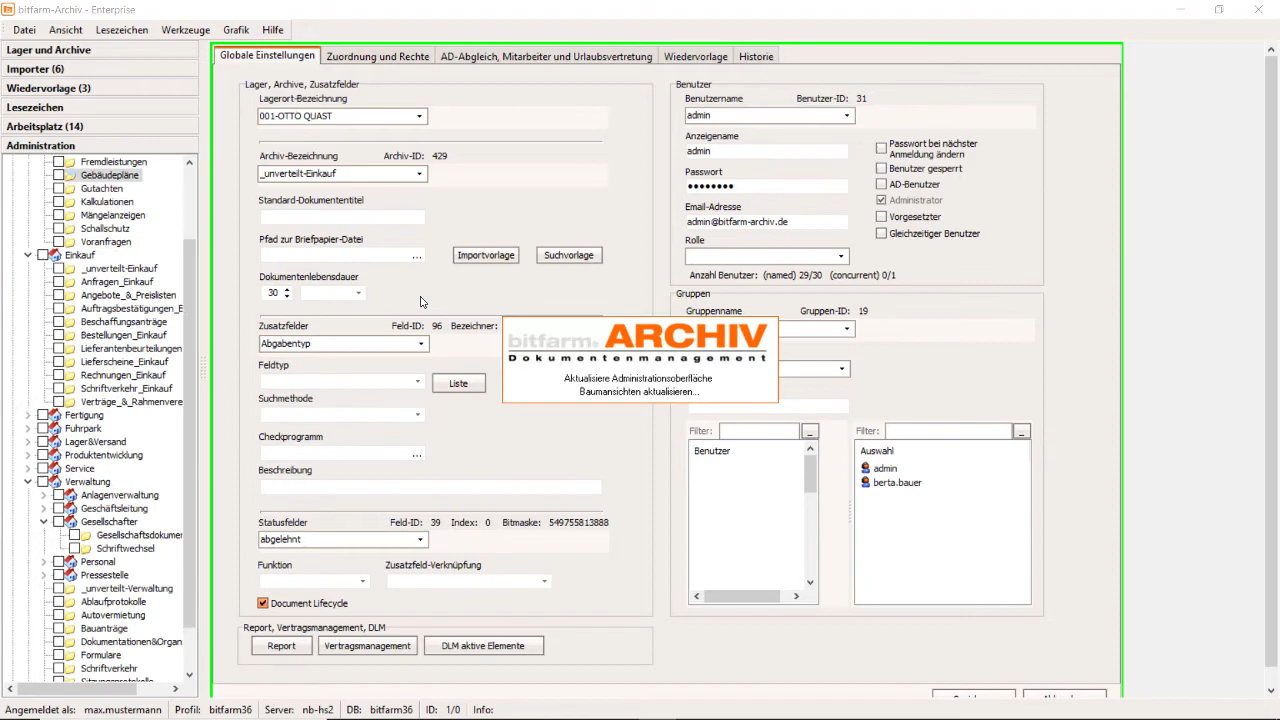 bitfarm-Archiv - Enterprise
Datei Ansicht Lesezeichen Werkzeuge Grafik Hilfe
Lager und Archive
Importer (6)
Wiedervorlage (3)
Lesezeichen
Arbeitsplatz (14)
Administration
Fremdleistungen
Gebäudepläne
Gutachten
Kalkulationen
Mängelanzeigen
Schallschutz
Voranfragen
Einkauf
_unverteilt-Einkauf
Anfragen_Einkauf
Angebote_&_Preislisten
Auftragsbestätigungen_E
Beschaffungsanträge
Bestellungen_Einkauf
Lieferantenbeurteilungen
Lieferscheine_Einkauf
Rechnungen_Einkauf
Schriftverkehr_Einkauf
Verträge_&_Rahmenvere
Fertigung
Fuhrpark
Lager&Versand
Produktentwicklung
Service
Verwaltung
Anlagenverwaltung
Geschäftsleitung
Gesellschafter
Gesellschaftsdokumen
Schriftwechsel
Personal
Pressestelle
_unverteilt-Verwaltung
Ablaufprotokolle
Autovermietung
Bauanträge
Dokumentationen&Organ
Formulare
Schriftverkehr
Sitzungsprotokolle
Globale Einstellungen Zuordnung und Rechte AD-Abgleich, Mitarbeiter und Urlaubsvertretung Wiedervorlage Historie
Lager, Archive, Zusatzfelder
Lagerort-Bezeichnung
001-OTTO QUAST
Archiv-Bezeichnung Archiv-ID: 429
_unverteilt-Einkauf
Standard-Dokumententitel
Pfad zur Briefpapier-Datei
... Importvorlage Suchvorlage
Dokumentenlebensdauer
30
Zusatzfelder Feld-ID: 96 Bezeichner:
Abgabentyp
Feldtyp
Liste
Suchmethode
Checkprogramm
...
Beschreibung
Statusfelder Feld-ID: 39 Index: 0 Bitmaske: 549755813888
abgelehnt
Funktion Zusatzfeld-Verknüpfung
Document Lifecycle
Report, Vertragsmanagement, DLM
Report Vertragsmanagement DLM aktive Elemente
bitfarm ARCHIV
Dokumentenmanagement
Aktualisiere Administrationsoberfläche
Baumansichten aktualisieren...
Benutzer
Benutzername Benutzer-ID: 31
admin
Anzeigename
admin
Passwort
••••••••
Email-Adresse
admin@bitfarm-archiv.de
Rolle
Passwort bei nächster
Anmeldung ändern
Benutzer gesperrt
AD-Benutzer
Administrator
Vorgesetzter
Gleichzeitiger Benutzer
Anzahl Benutzer: (named) 29/30 (concurrent) 0/1
Gruppen
Gruppenname Gruppen-ID: 19
Filter: ... Filter: ...
Benutzer Auswahl
admin
berta.bauer
Angemeldet als: max.mustermann Profil: bitfarm36 Server: nb-hs2 DB: bitfarm36 ID: 1/0 Info: